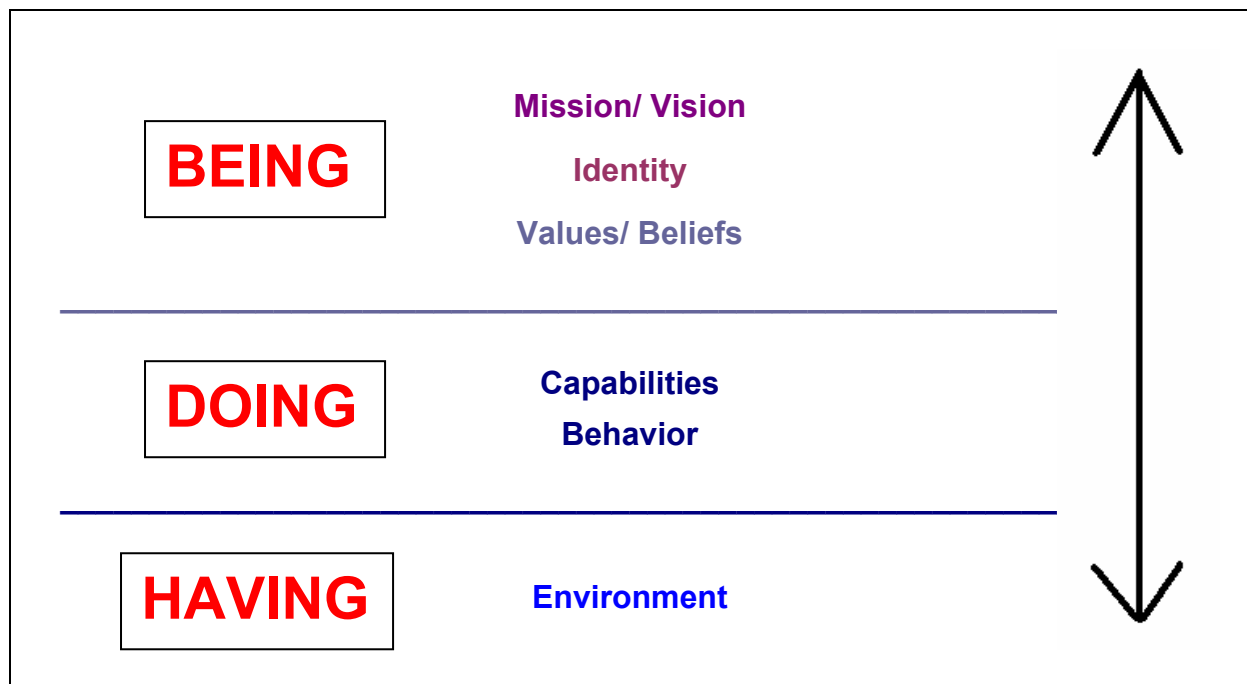 Mission/ Vision
BEING
Identity
Values/ Beliefs
DOING
Capabilities
Behavior
HAVING
Environment